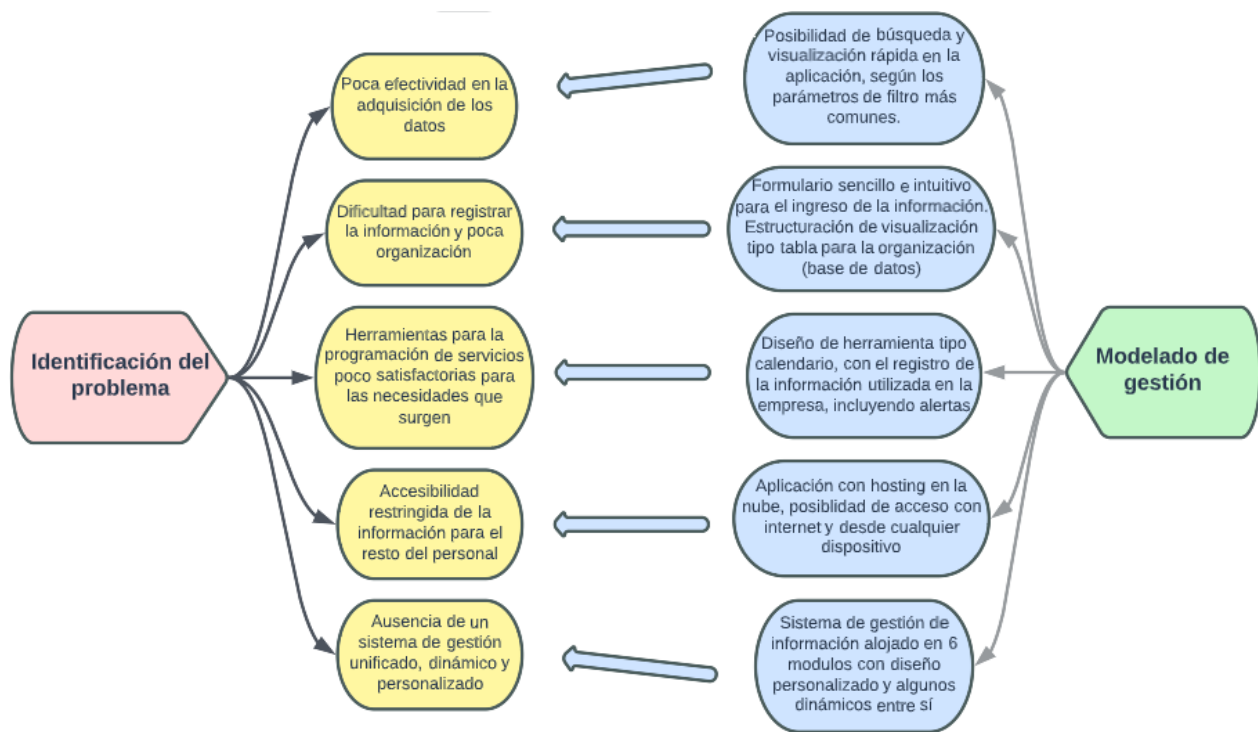 Identificación del
problema
Poca efectividad en la
adquisición de los
datos
Dificultad para registrar
la información y poca
organización
Herramientas para la
programación de servicios
poco satisfactorias para
las necesidades que
surgen
Accesibilidad
restringida de la
información para el
resto del personal
Ausencia de un
sistema de gestión
unificado, dinámico y
personalizado
Posibilidad de búsqueda y
visualización rápida en la
aplicación, según los
parámetros de filtro más
comunes.
Formulario sencillo e intuitivo
para el ingreso de la información.
Estructuración de visualización
tipo tabla para la organización
(base de datos)
Diseño de herramienta tipo
calendario, con el registro de
la información utilizada en la
empresa, incluyendo alertas
Aplicación con hosting en la
nube, posiblidad de acceso con
internet y desde cualquier
dispositivo
Sistema de gestión de
información alojado en 6
modulos con diseño
personalizado y algunos
dinámicos entre sí
Modelado de
gestión